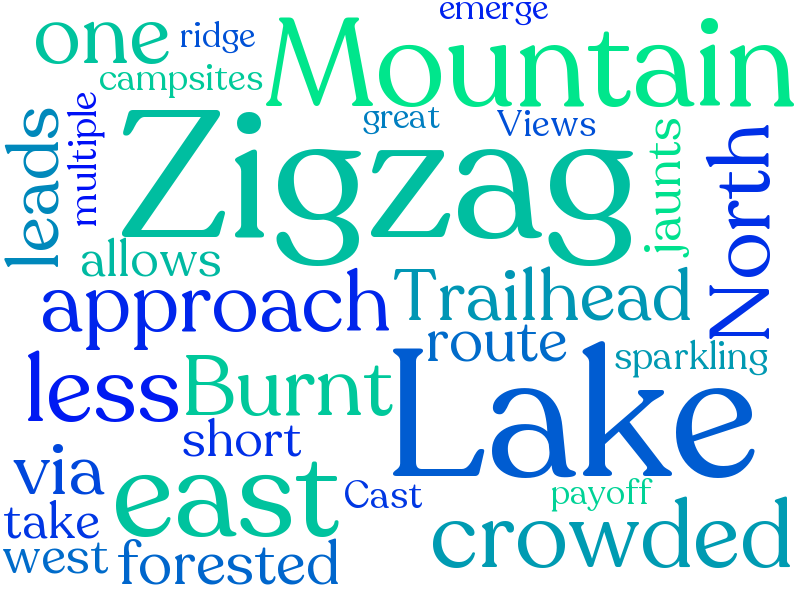 emerge
one
ridge
Mountain
campsites
multiple
great
Views
leads
Zigzag
jaunts
North
allows
approach
Trailhead
route
sparkling
less
Burnt
Lake
short
via
east
Cast
payoff
take
crowded
west
forested